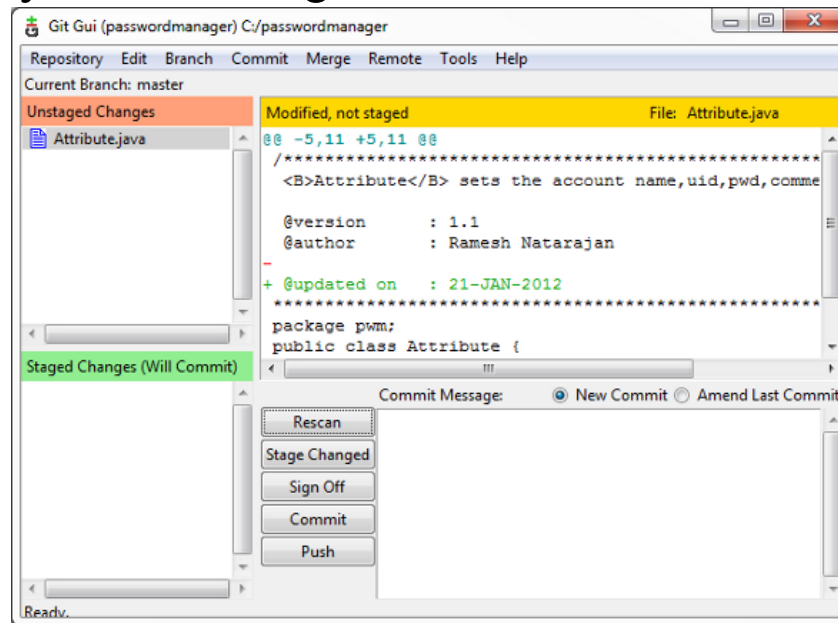 Git Gui (passwordmanager) C:/passwordmanager
Repository Edit Branch Commit Merge Remote Tools Help
Current Branch: master
Unstaged Changes
Attribute.java
Modified, not staged File: Attribute.java
@@ -5,11 +5,11 @@
/*****************************************************
<B>Attribute</B> sets the account name,uid,pwd,comme
@version : 1.1
@author : Ramesh Natarajan
-
+ @updated on : 21-JAN-2012
*****************************************************
package pwm;
public class Attribute {
Staged Changes (Will Commit)
Commit Message: New Commit Amend Last Commit
Rescan
Stage Changed
Sign Off
Commit
Push
Ready.